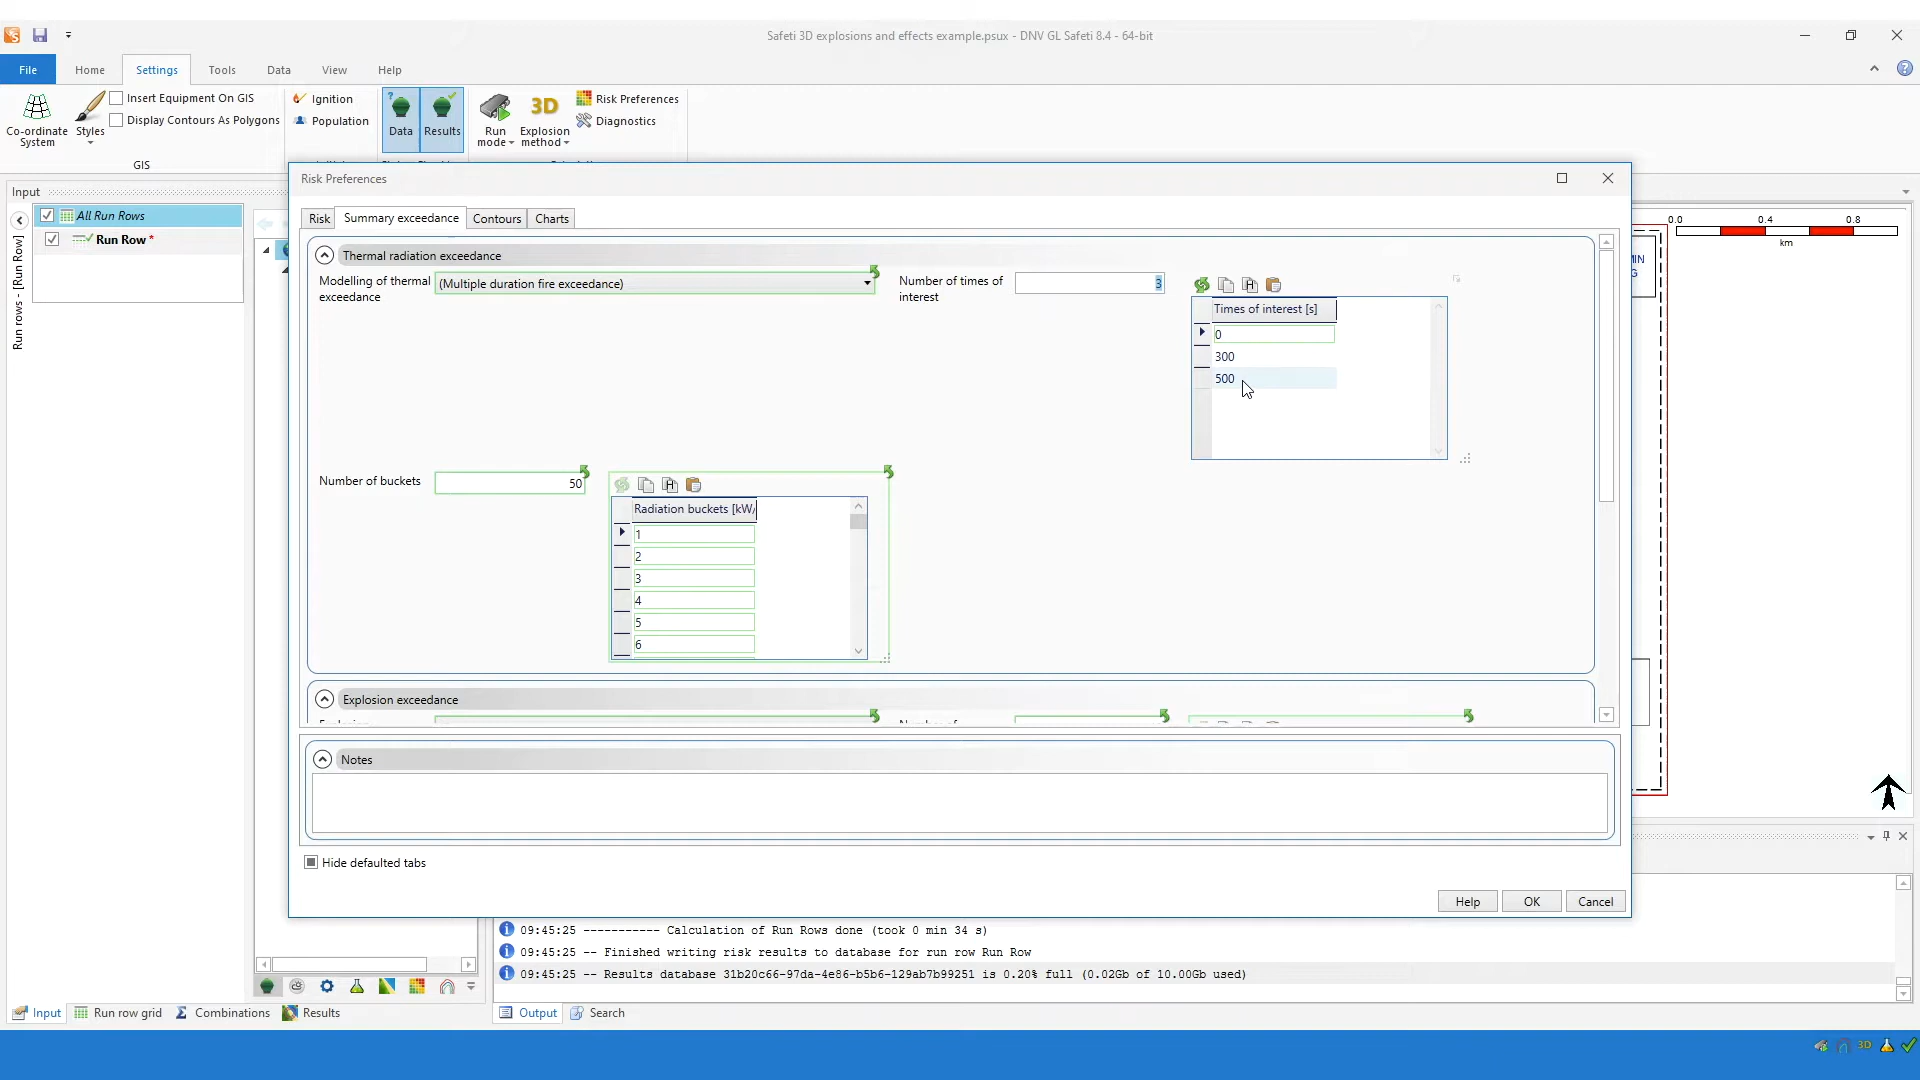 Safeti 3D explosions and effects example.psux - DNV GL Safeti 8.4 - 64-bit
File
Home
Settings
Tools
Data
View
Help
Co-ordinate
System
Styles
Insert Equipment On GIS
Display Contours As Polygons
GIS
Ignition
Population
Data
Results
Run
mode
3D
Explosion
method
Risk Preferences
Diagnostics
Input
All Run Rows
Run Row *
Run rows - [Run Row]
Risk Preferences
Risk
Summary exceedance
Contours
Charts
Thermal radiation exceedance
Modelling of thermal
exceedance
(Multiple duration fire exceedance)
Number of times of
interest
3
Times of interest [s]
0
300
500
Number of buckets
50
Radiation buckets [kW/
1
2
3
4
5
6
Explosion exceedance
Notes
Hide defaulted tabs
Help
OK
Cancel
0.0
0.4
0.8
km
09:45:25 ----------- Calculation of Run Rows done (took 0 min 34 s)
09:45:25 -- Finished writing risk results to database for run row Run Row
09:45:25 -- Results database 31b20c66-97da-4e86-b5b6-129ab7b99251 is 0.20% full (0.02Gb of 10.00Gb used)
Input
Run row grid
Combinations
Results
Output
Search
3D